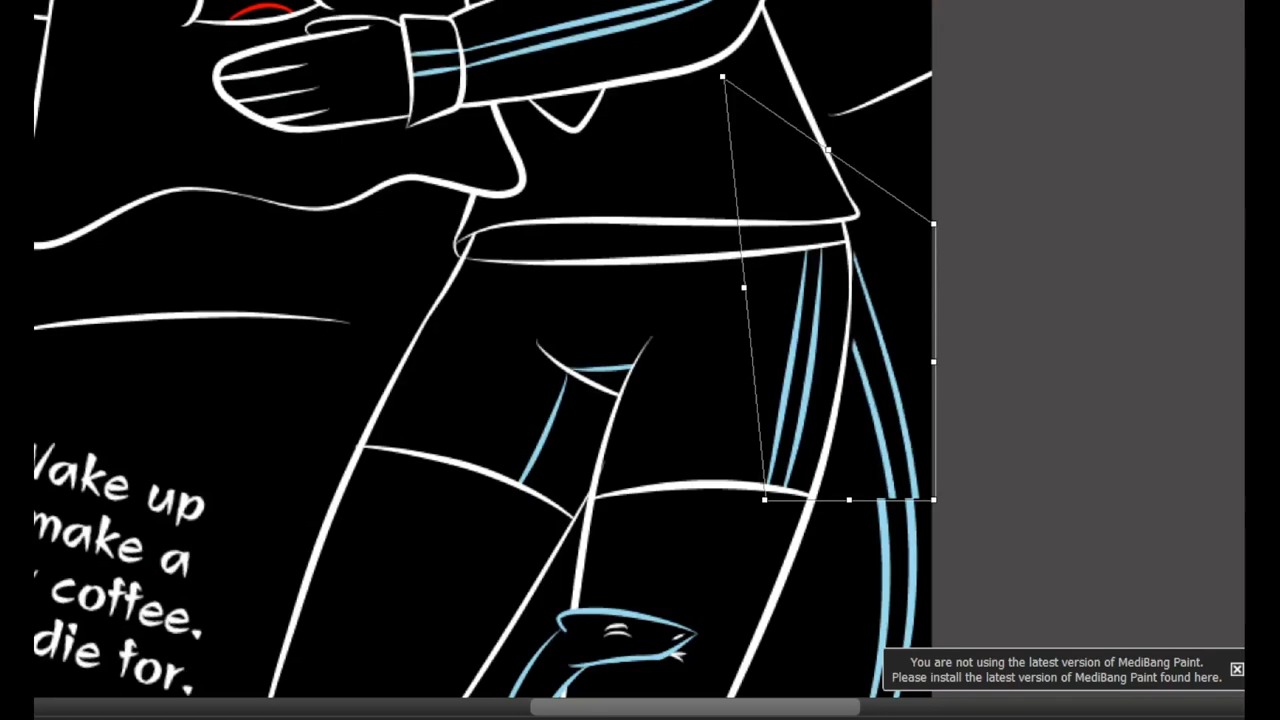 Wake up
make a
coffee.
die for.
You are not using the latest version of MediBang Paint.
Please install the latest version of MediBang Paint found here.